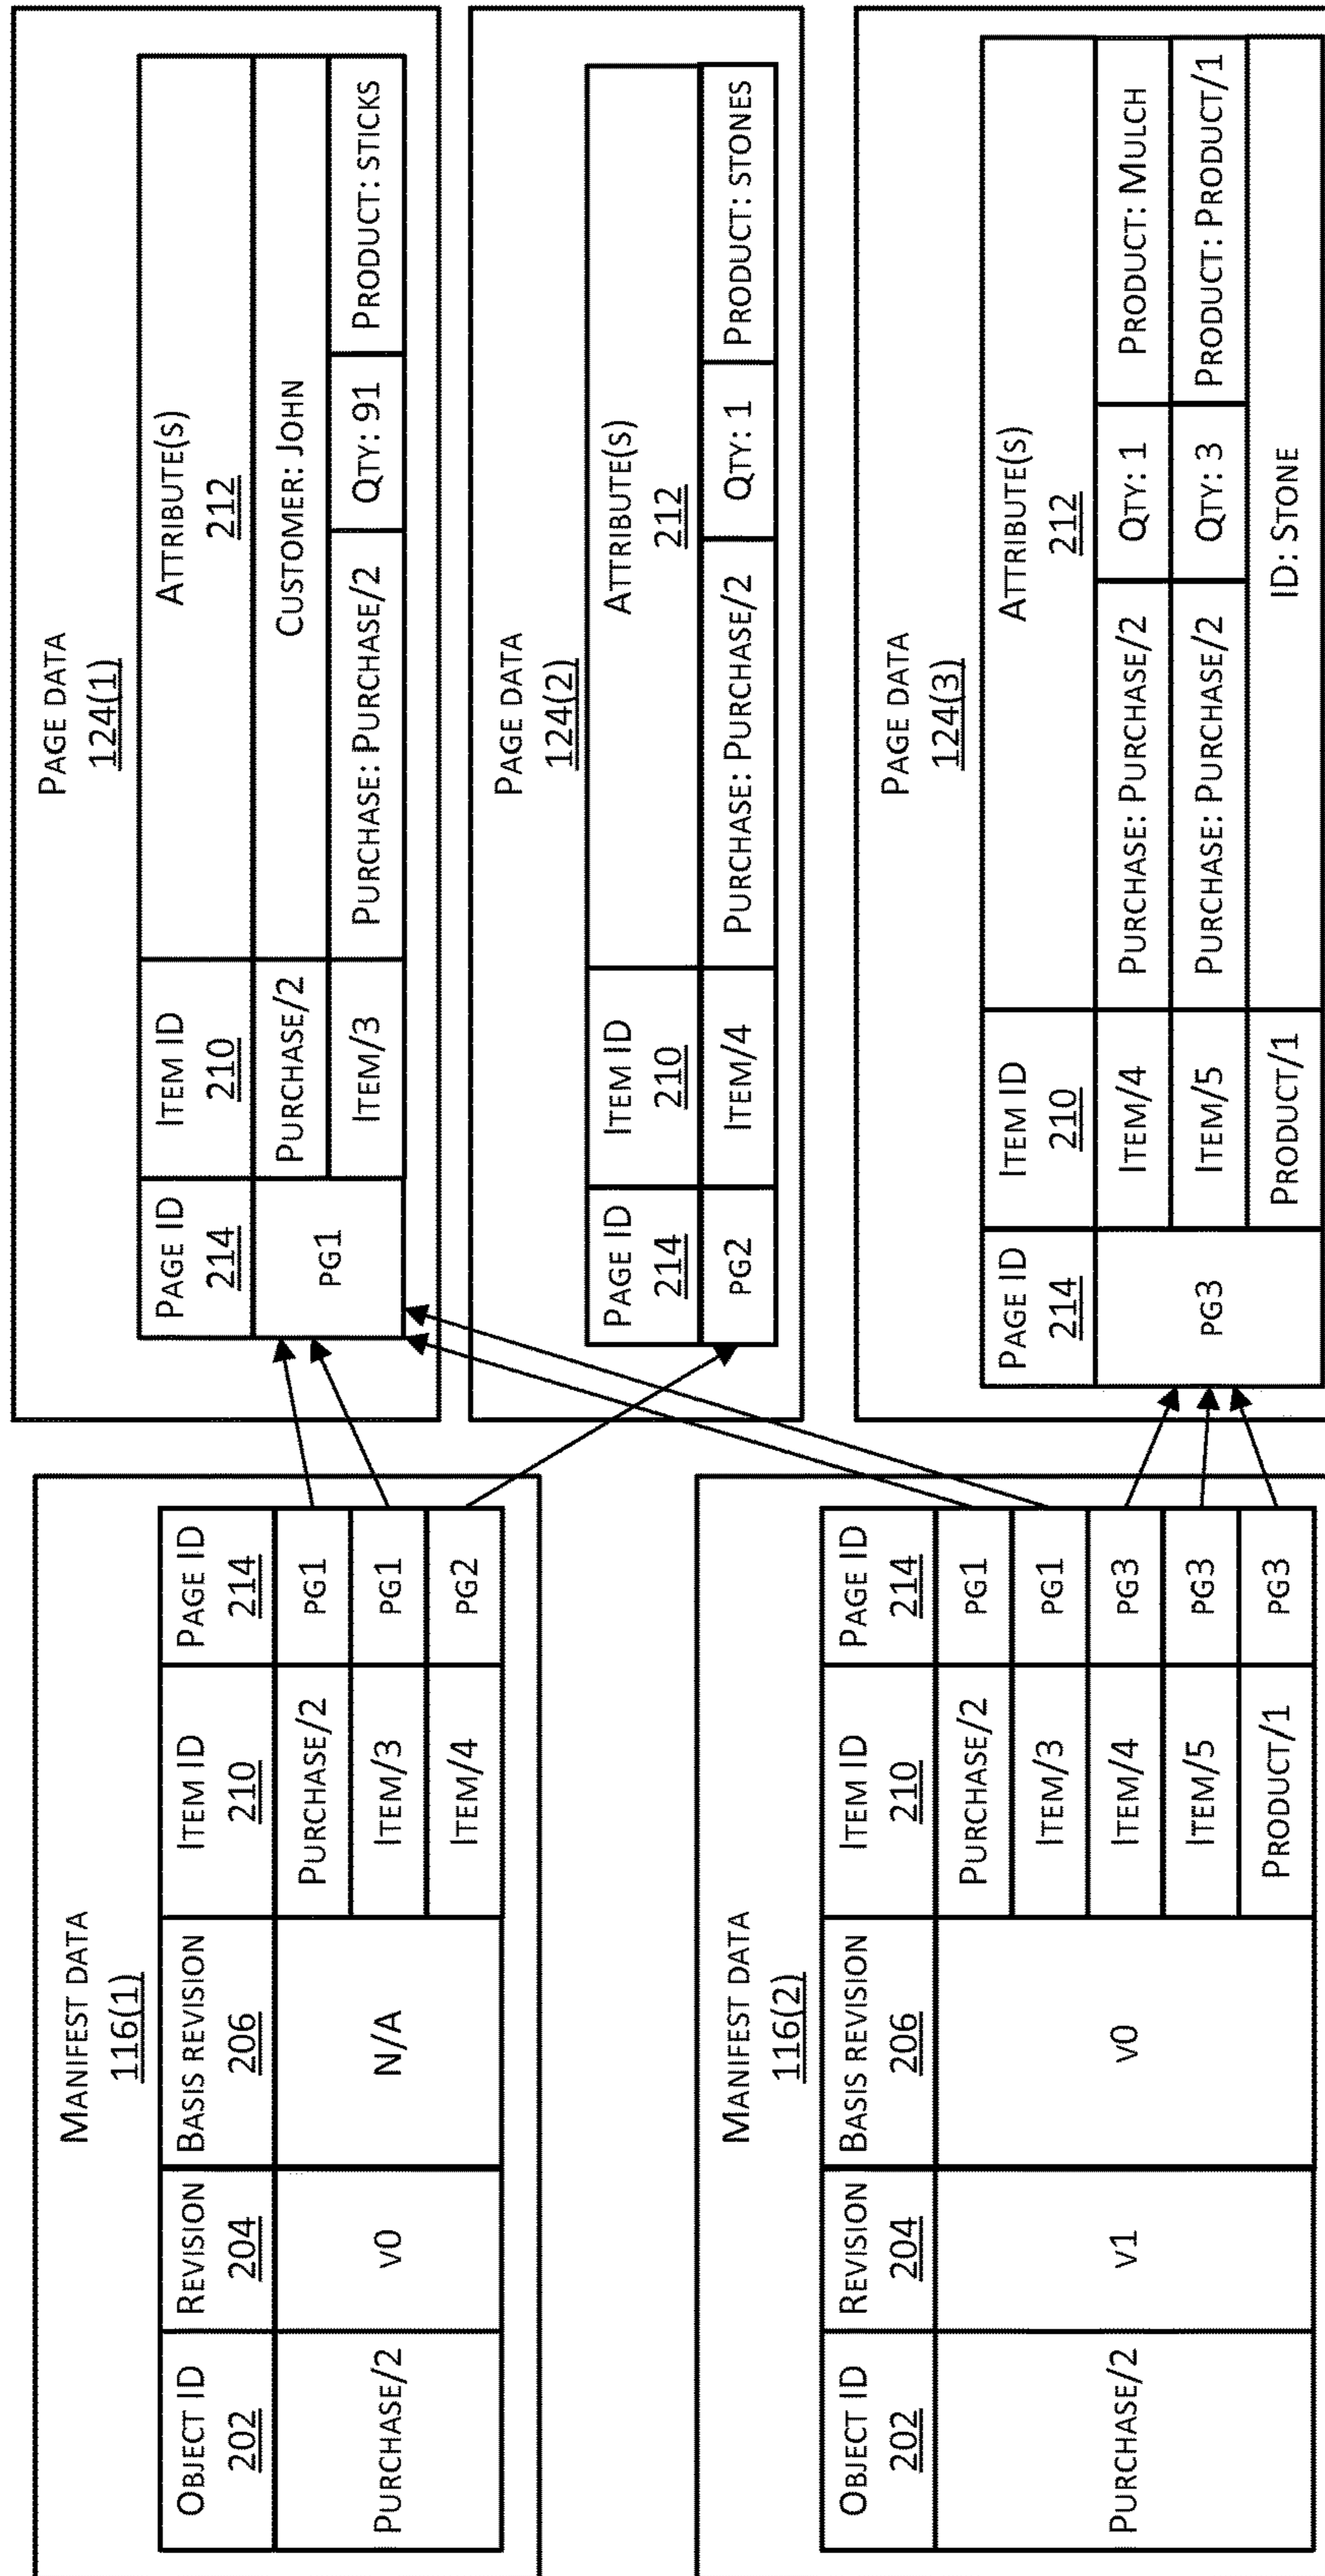 MANIFEST DATA
116(1)
OBJECT ID
202
REVISION
204
BASIS REVISION
206
ITEM ID
210
PAGE ID
214
PURCHASE/2
V0
N/A
PURCHASE/2
PG1
ITEM/3
PG1
ITEM/4
PG2
MANIFEST DATA
116(2)
OBJECT ID
202
REVISION
204
BASIS REVISION
206
ITEM ID
210
PAGE ID
214
PURCHASE/2
V1
V0
PURCHASE/2
PG1
ITEM/3
PG1
ITEM/4
PG3
ITEM/5
PG3
PRODUCT/1
PG3
PAGE DATA
124(1)
PAGE ID
214
ITEM ID
210
ATTRIBUTE(S)
212
PG1
PURCHASE/2
CUSTOMER: JOHN
ITEM/3
PURCHASE: PURCHASE/2
QTY: 91
PRODUCT: STICKS
PAGE DATA
124(2)
PAGE ID
214
ITEM ID
210
ATTRIBUTE(S)
212
PG2
ITEM/4
PURCHASE: PURCHASE/2
QTY: 1
PRODUCT: STONES
PAGE DATA
124(3)
PAGE ID
214
ITEM ID
210
ATTRIBUTE(S)
212
PG3
ITEM/4
PURCHASE: PURCHASE/2
QTY: 1
PRODUCT: MULCH
ITEM/5
PURCHASE: PURCHASE/2
QTY: 3
PRODUCT: PRODUCT/1
PRODUCT/1
ID: STONE